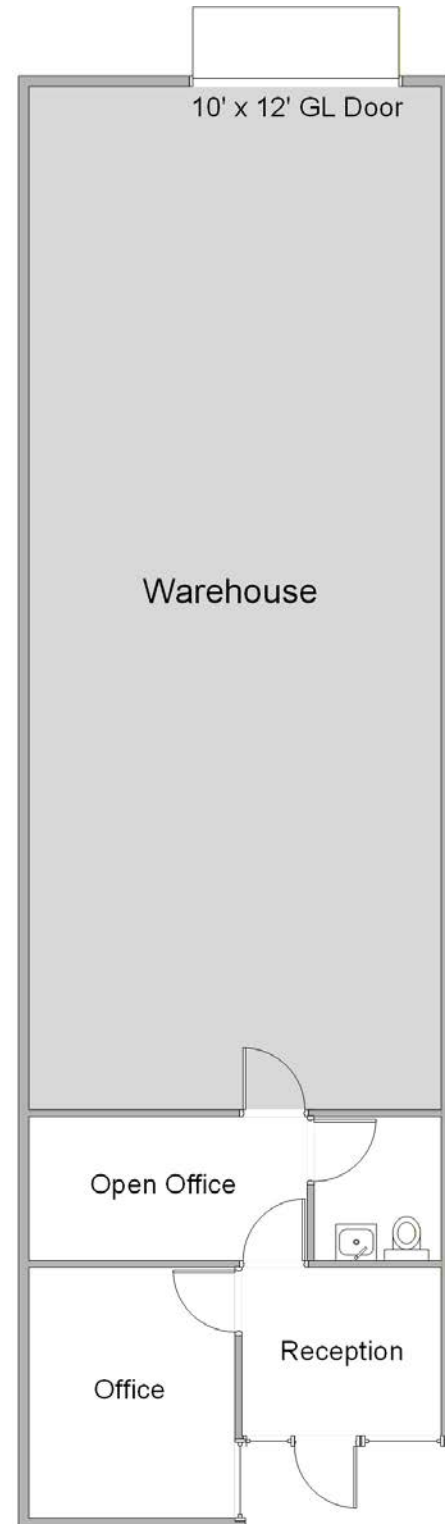 10' x 12' GL Door
Warehouse
Open Office
Reception
Office